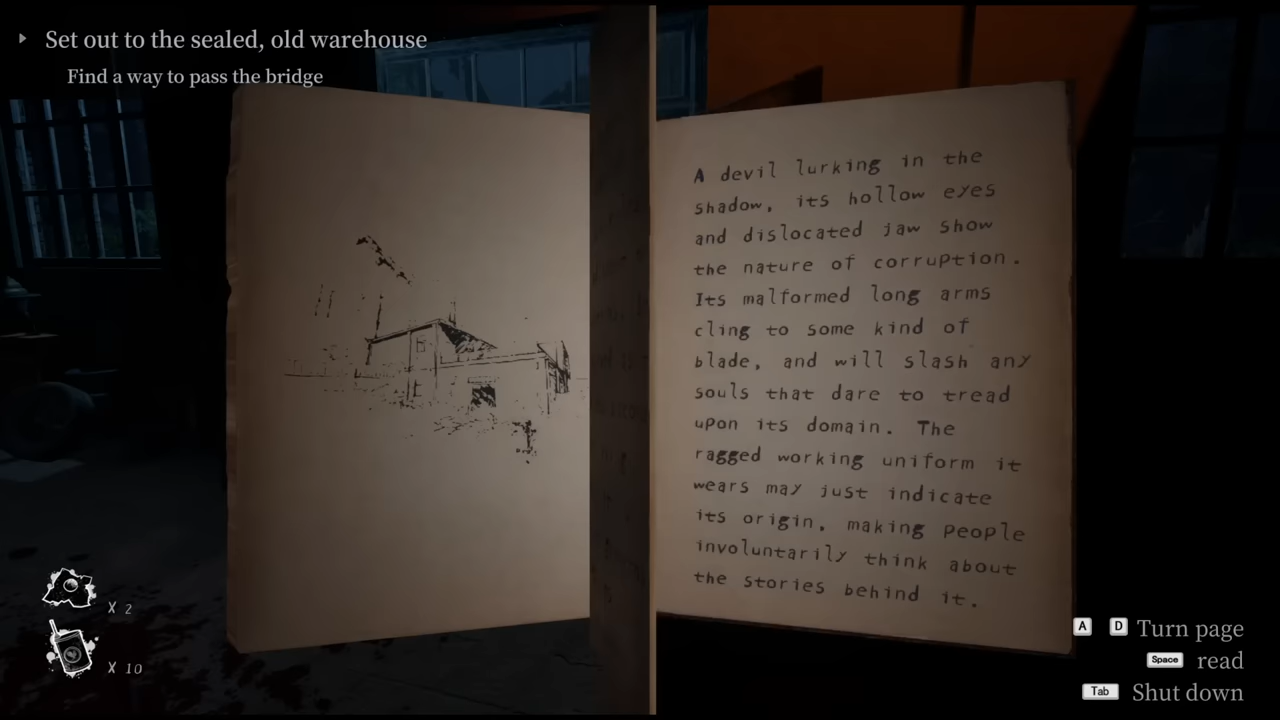 Set out to the sealed, old warehouse
Find a way to pass the bridge
A devil lurking in the
shadow, its hollow eyes
and dislocated jaw show
the nature of corruption.
Its malformed long arms
cling to some kind of
blade, and will slash any
souls that dare to tread
upon its domain. The
ragged working uniform it
wears may just indicate
its origin, making people
involuntarily think about
the stories behind it.
X 2
X 10
A D Turn page
Space read
Tab Shut down